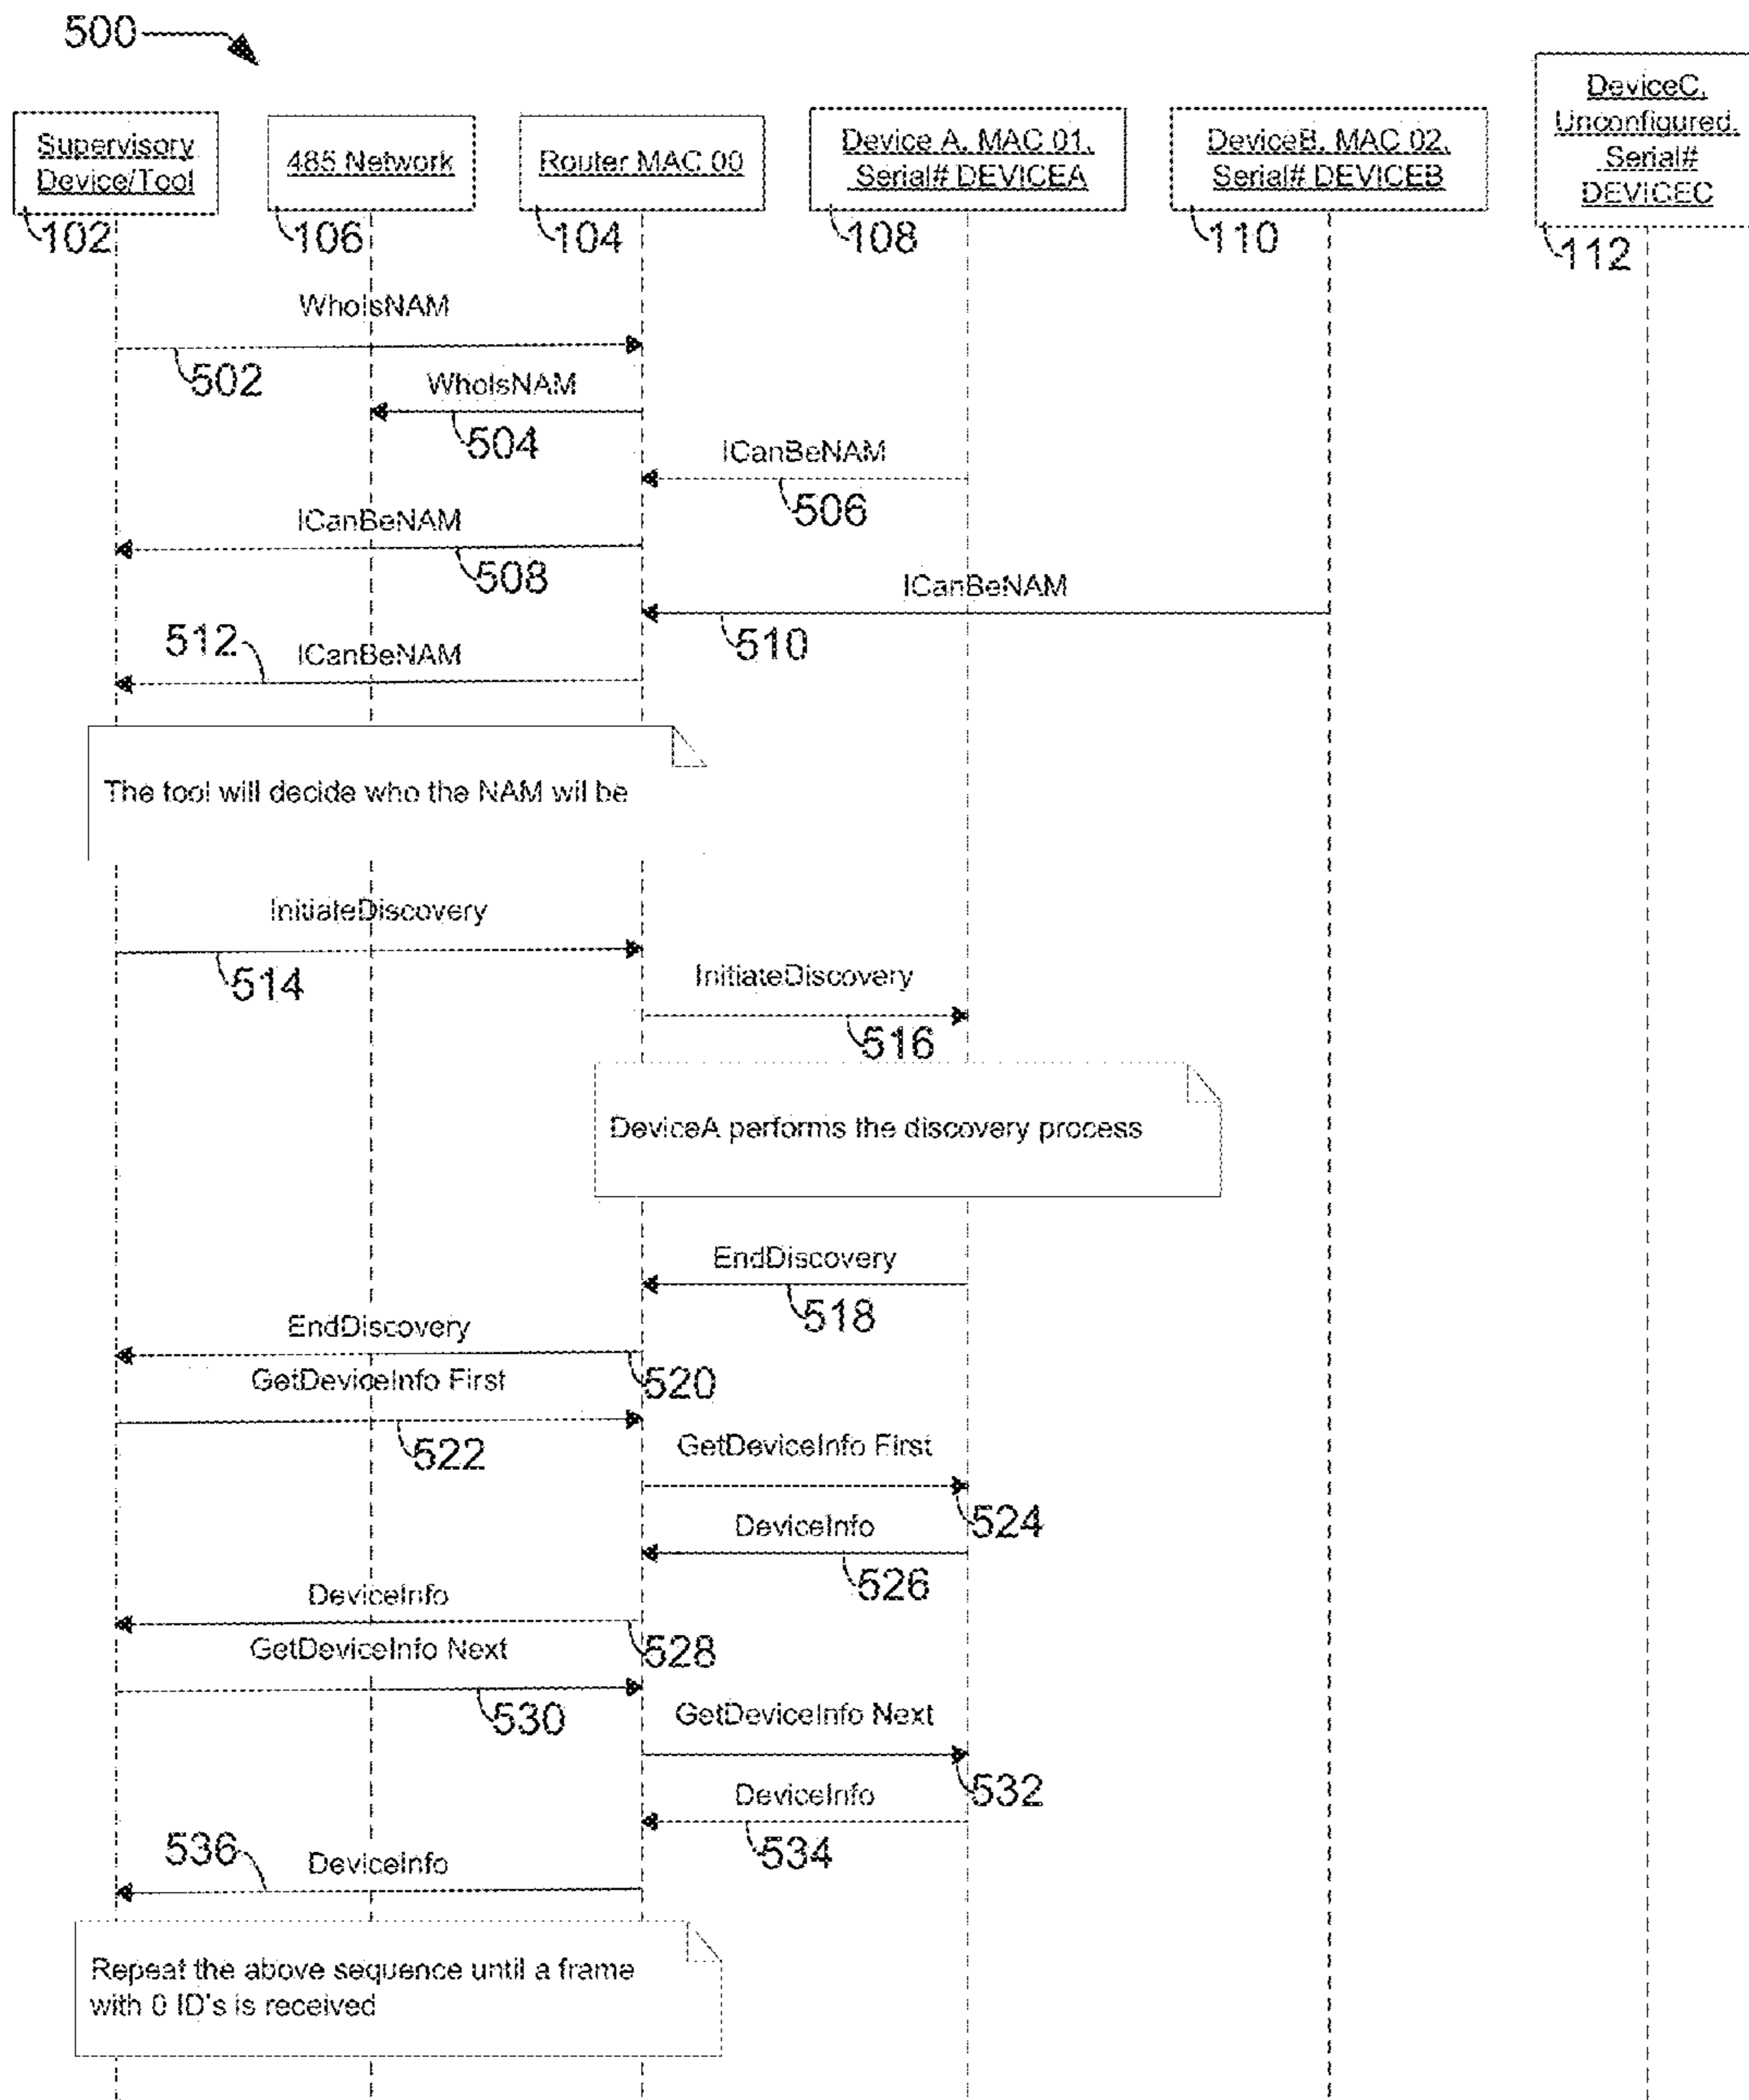 500
Supervisory
Device/Tool
485 Network
Router MAC 00
Device A, MAC 01,
Serial# DEVICEA
DeviceB, MAC 02,
Serial# DEVICEB
DeviceC,
Unconfigured,
Serial#
DEVICEC
102
106
104
108
110
112
WhoIsNAM
502
WhoIsNAM
504
ICanBeNAM
506
ICanBeNAM
508
ICanBeNAM
510
512
ICanBeNAM
The tool will decide who the NAM wil be
InitiateDiscovery
514
InitiateDiscovery
516
DeviceA performs the discovery process
EndDiscovery
518
EndDiscovery
520
GetDeviceInfo First
522
GetDeviceInfo First
524
DeviceInfo
526
DeviceInfo
528
GetDeviceInfo Next
530
GetDeviceInfo Next
532
DeviceInfo
534
536
DeviceInfo
Repeat the above sequence until a frame
with 0 ID's is received